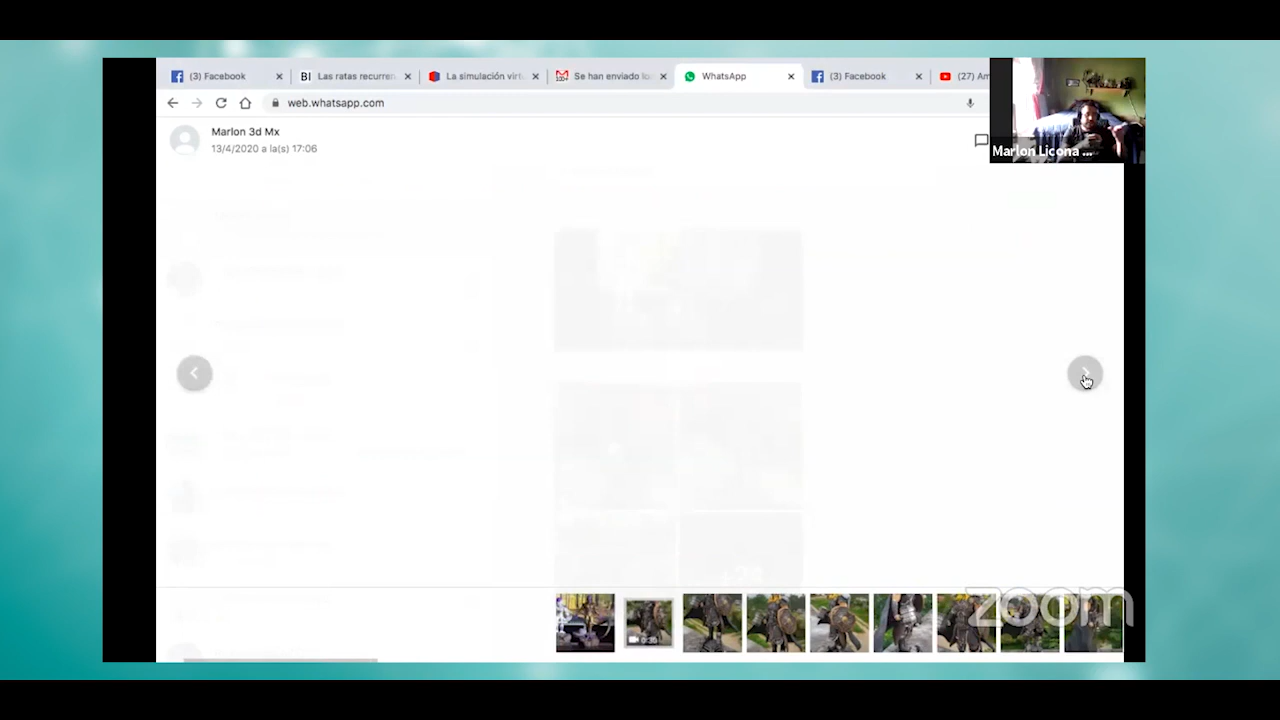 (3) Facebook
Las ratas recurren
La simulación virt
Se han enviado lo
WhatsApp
(3) Facebook
(27) Am
web.whatsapp.com
Marlon 3d Mx
13/4/2020 a la(s) 17:06
Marlon Licona ...
zoom